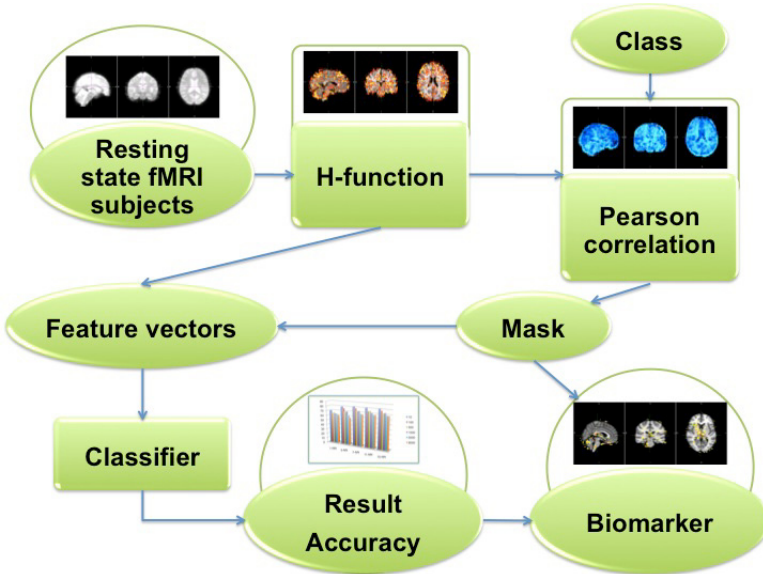 Class
Resting
state fMRI
subjects
H-function
Pearson
correlation
Feature vectors
Mask
Classifier
Result
Accuracy
Biomarker